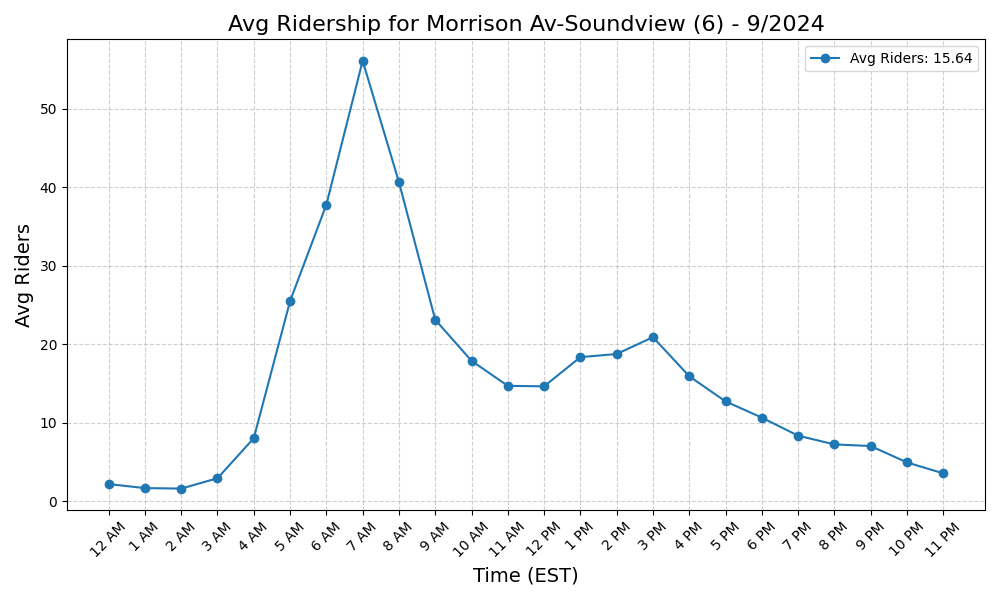 Avg Ridership for Morrison Av-Soundview (6) - 9/2024
Avg Riders: 15.64
Avg Riders
50
40
30
20
10
0
12 AM
1 AM
2 AM
3 AM
4 AM
5 AM
6 AM
7 AM
8 AM
9 AM
10 AM
11 AM
12 PM
1 PM
2 PM
3 PM
4 PM
5 PM
6 PM
7 PM
8 PM
9 PM
10 PM
11 PM
Time (EST)